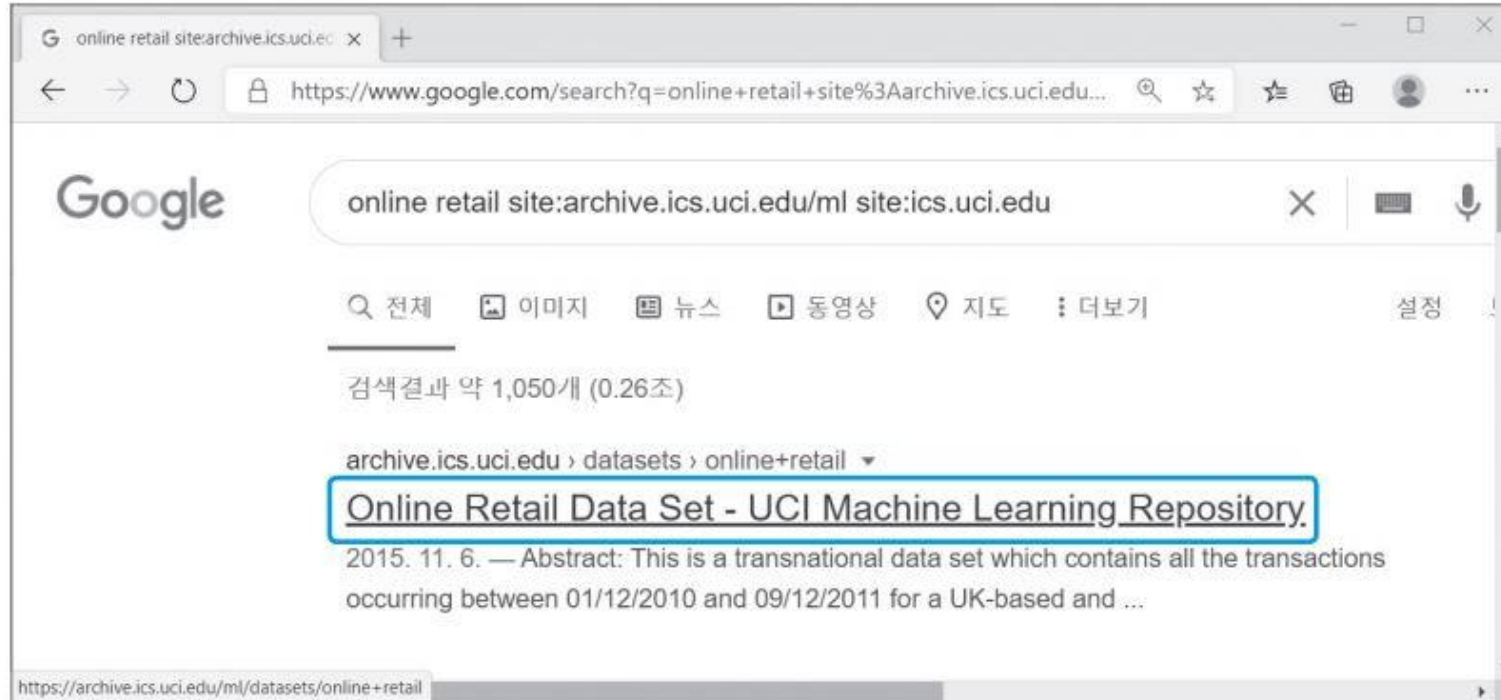 online retail site:archive.ics.uci.ec
https://www.google.com/search?q=online+retail+site%3Aarchive.ics.uci.edu...
Google
online retail site:archive.ics.uci.edu/ml site:ics.uci.edu
전체 이미지 뉴스 동영상 지도 더보기 설정
검색결과 약 1,050개 (0.26초)
archive.ics.uci.edu › datasets › online+retail
Online Retail Data Set - UCI Machine Learning Repository
2015. 11. 6. — Abstract: This is a transnational data set which contains all the transactions
occurring between 01/12/2010 and 09/12/2011 for a UK-based and ...
https://archive.ics.uci.edu/ml/datasets/online+retail